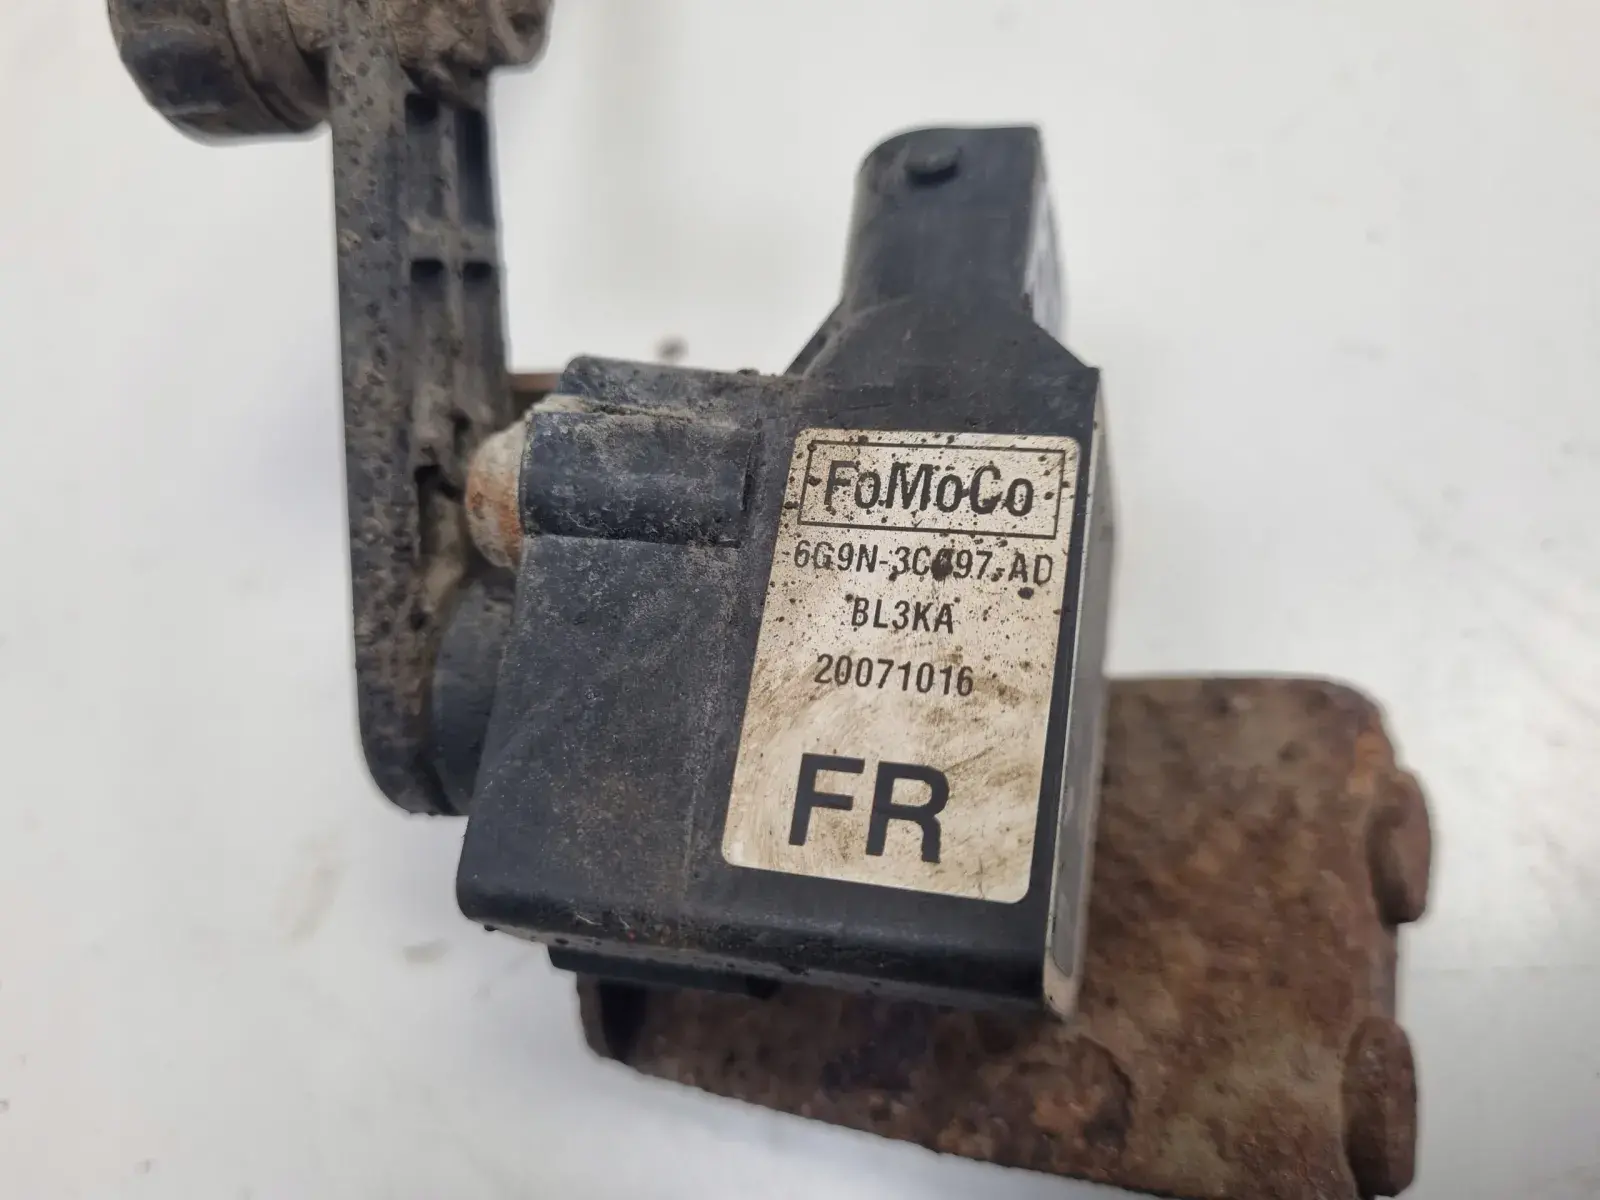 FoMoCo
6G9N-3C097-AD
BL3KA
20071016
FR